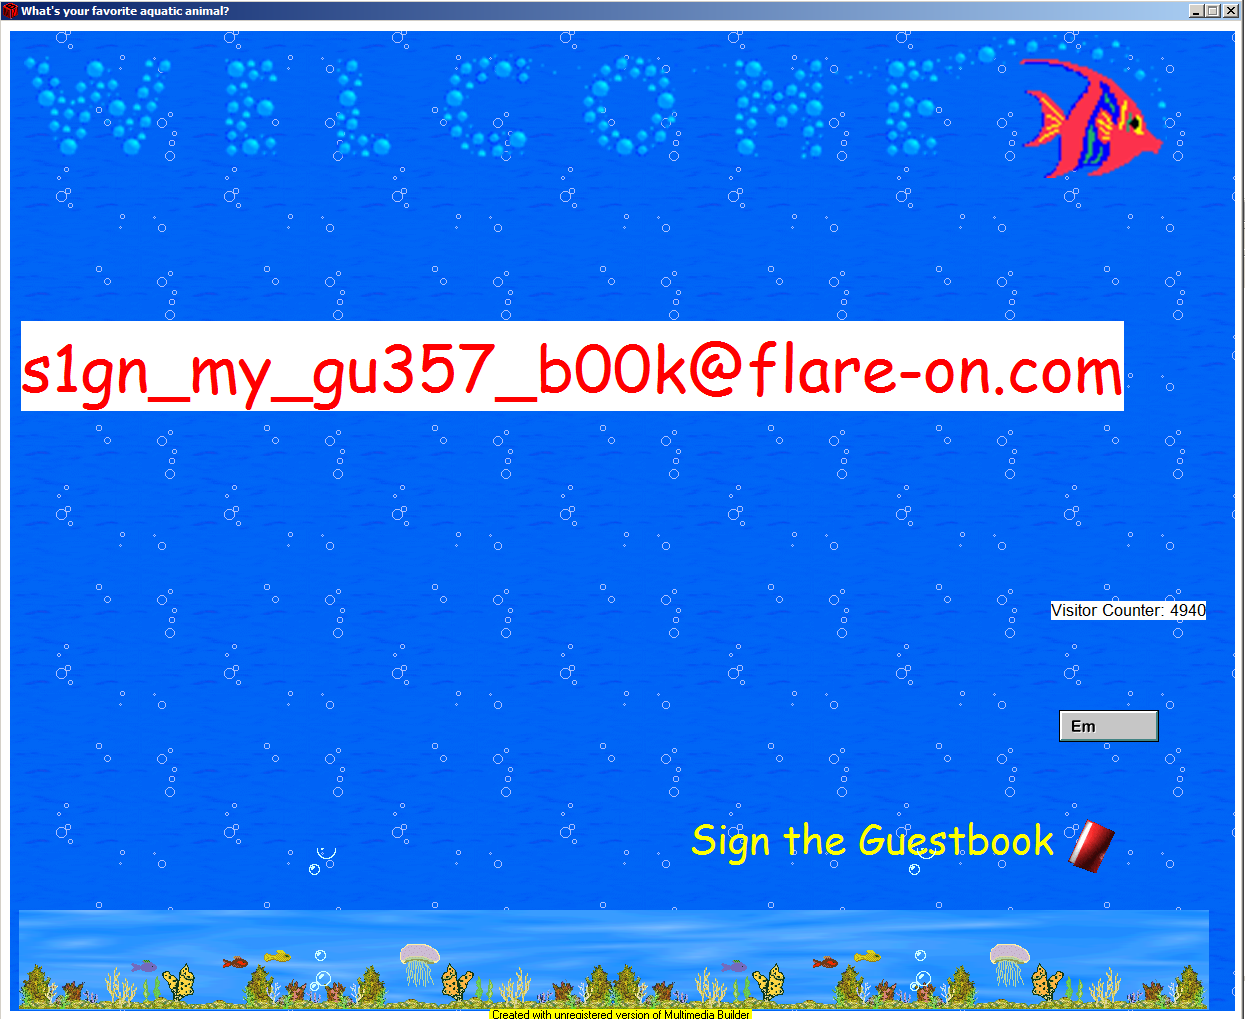 What's your favorite aquatic animal?
WELCOME
s1gn_my_gu357_b00k@flare-on.com
Visitor Counter: 4940
Em
Sign the Guestbook
Created with unregistered version of Multimedia Builder